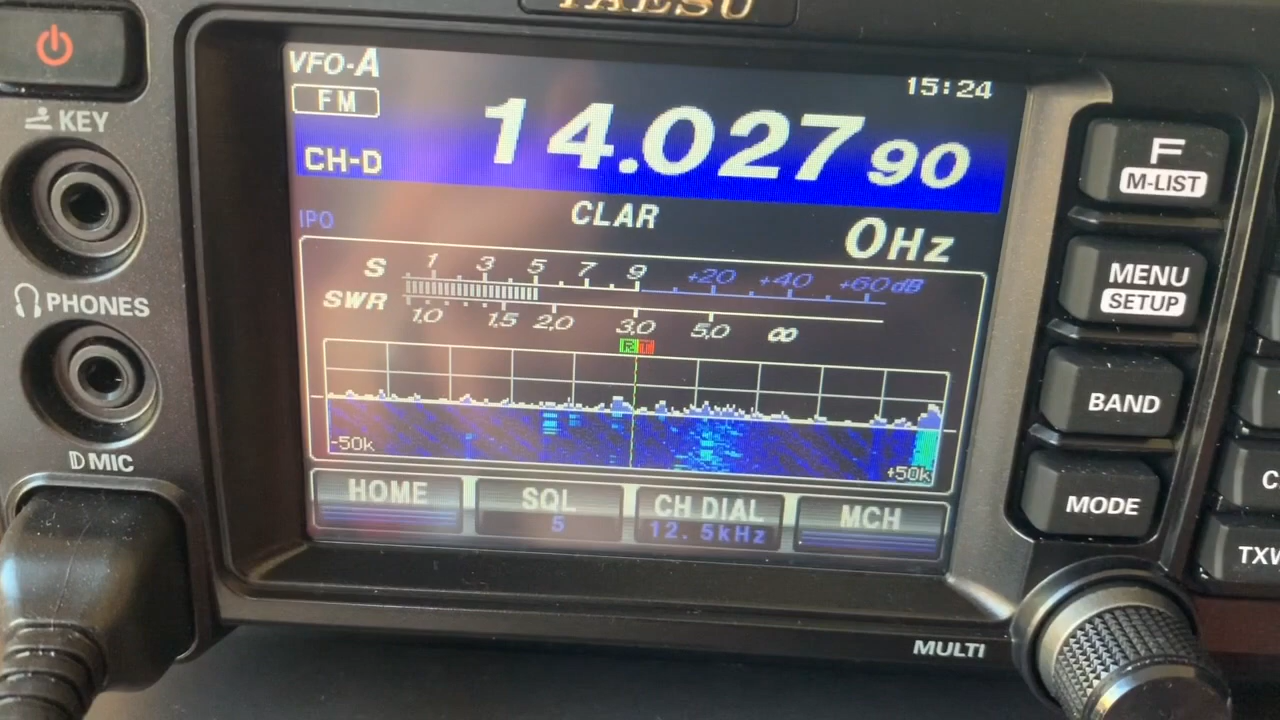 YAESU
VFO-A
15:24
FM
14.027 90
CH-D
IPO
CLAR
0Hz
S 1 3 5 7 9 +20 +40 +60dB
SWR
1.0 1.5 2.0 3.0 5.0 ∞
R T
-50k
+50k
HOME
SQL
5
CH DIAL
12.5kHz
MCH
KEY
PHONES
MIC
F
M-LIST
MENU
SETUP
BAND
MODE
MULTI